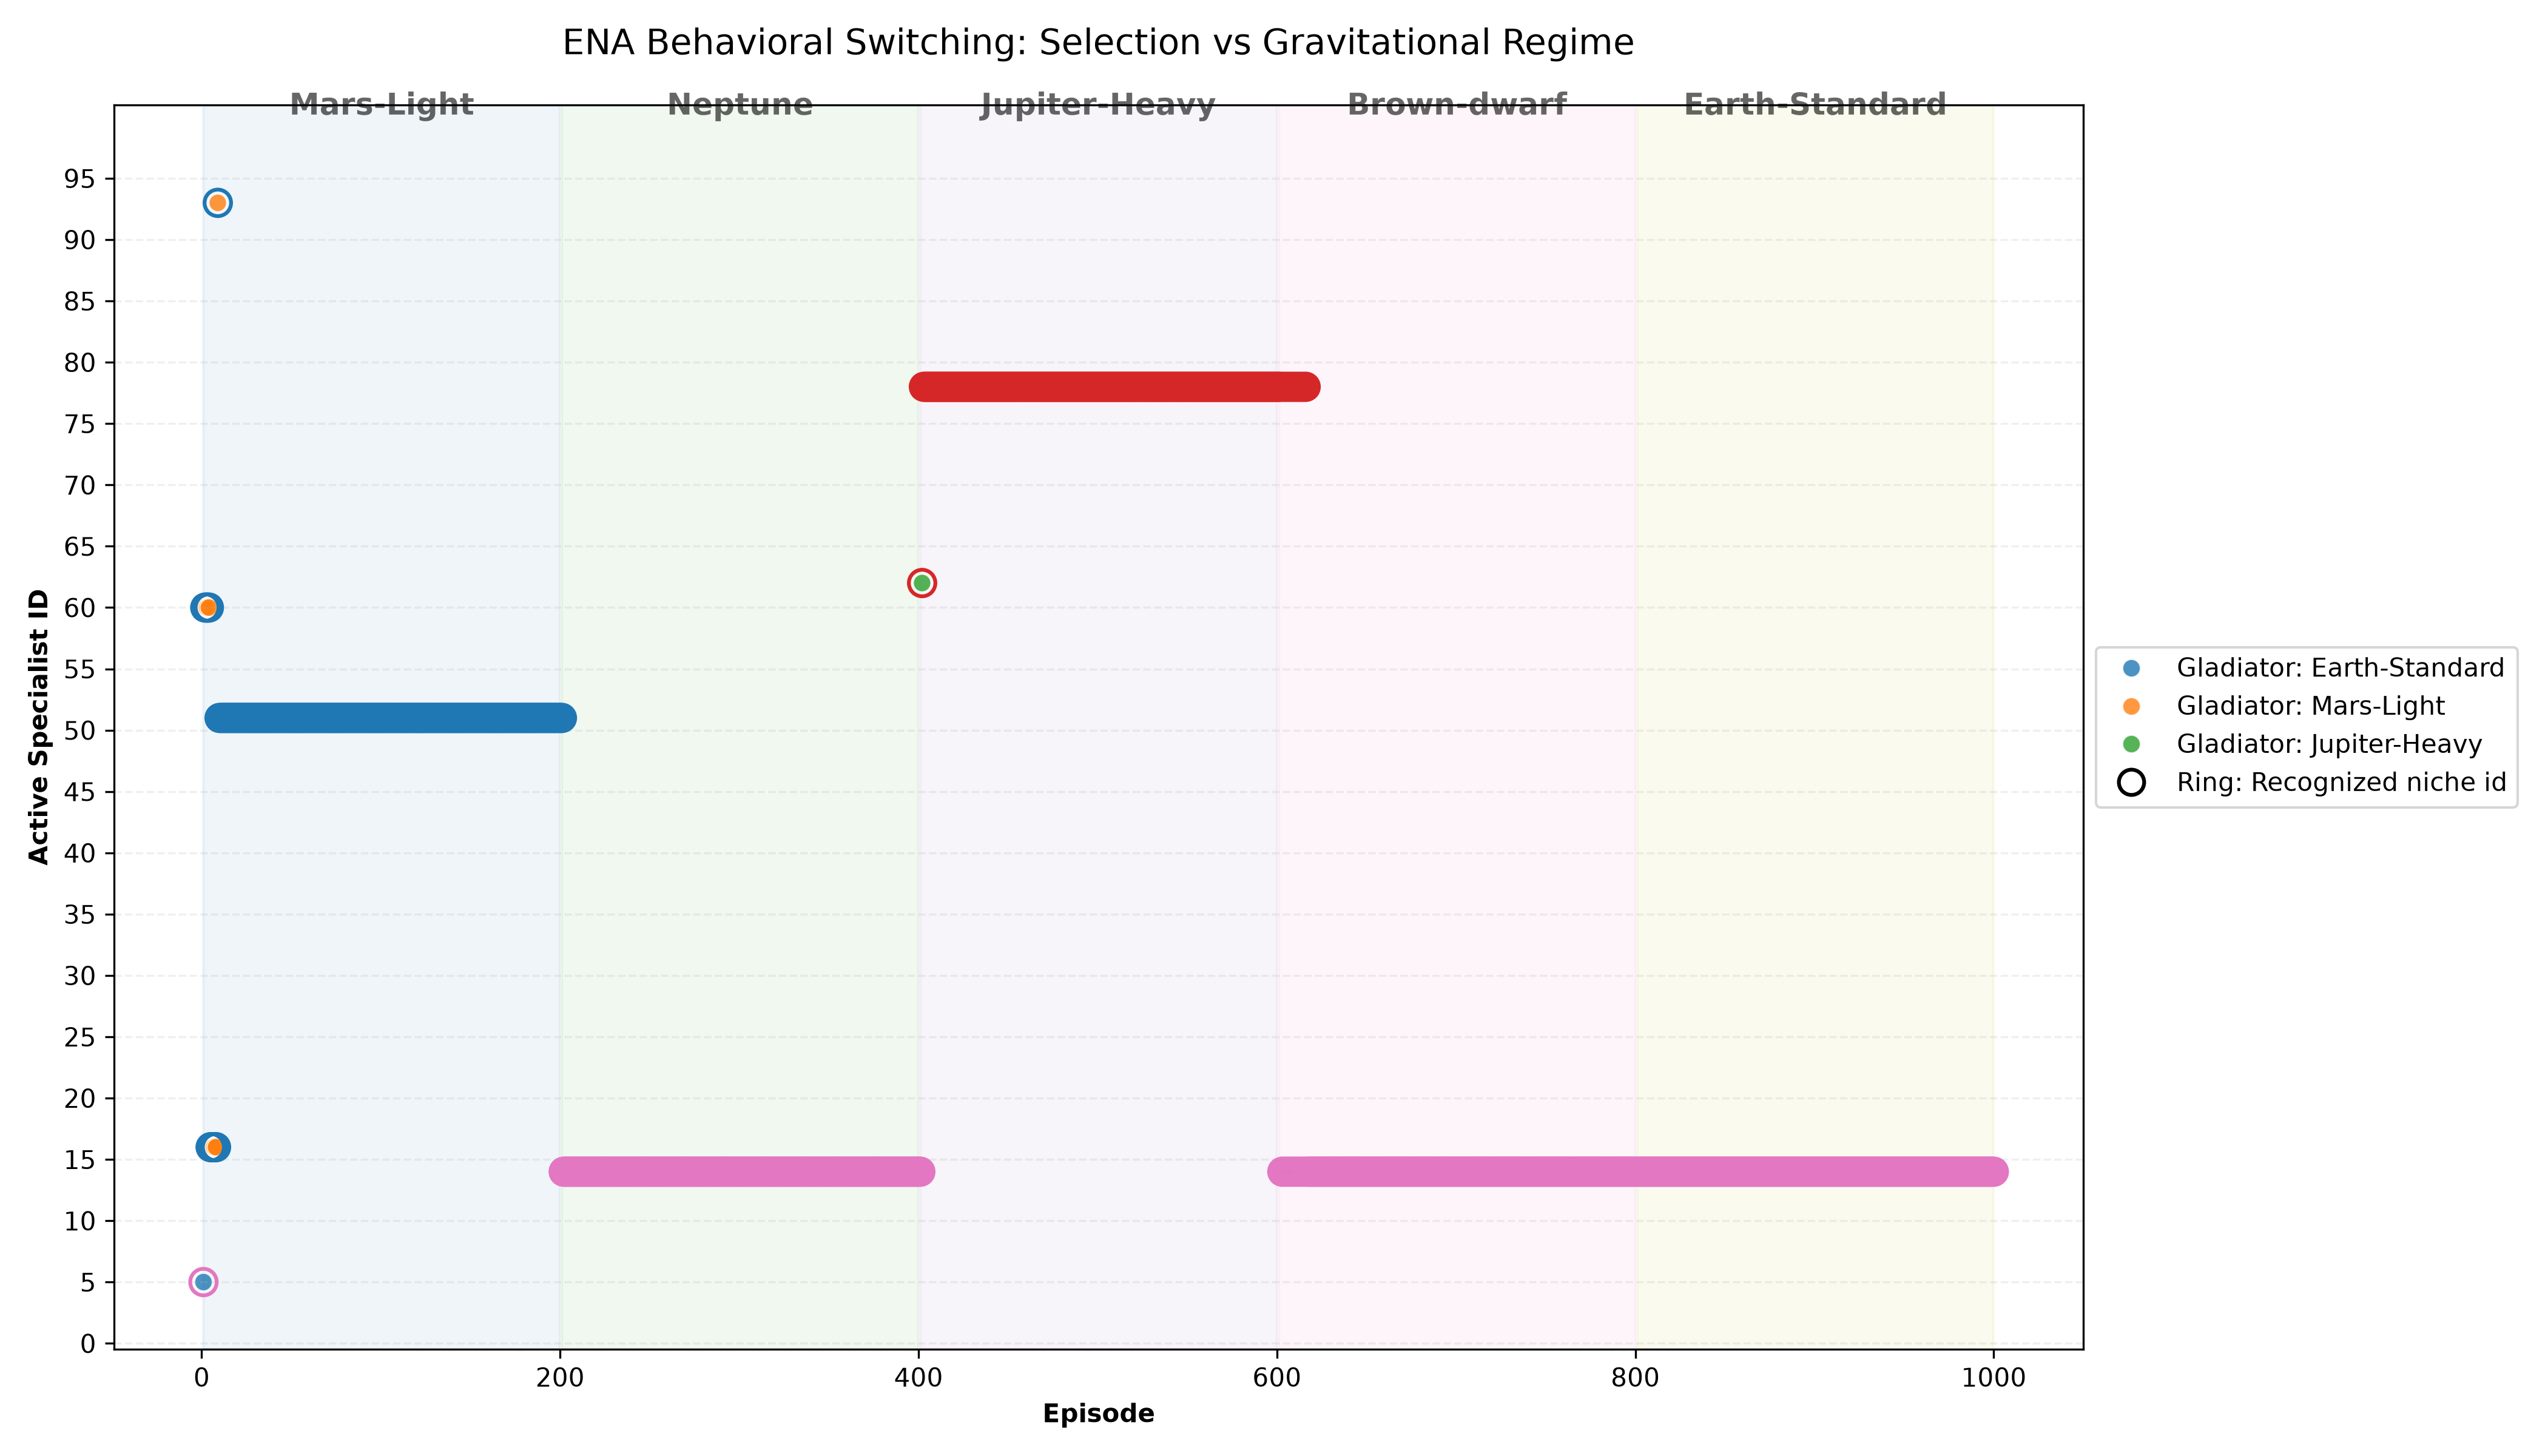 ENA Behavioral Switching: Selection vs Gravitational Regime
Mars-Light
Neptune
Jupiter-Heavy
Brown-dwarf
Earth-Standard
95
90
85
80
75
70
65
60
55
50
45
40
35
30
25
20
15
10
5
0
Active Specialist ID
0
200
400
600
800
1000
Episode
Gladiator: Earth-Standard
Gladiator: Mars-Light
Gladiator: Jupiter-Heavy
Ring: Recognized niche id